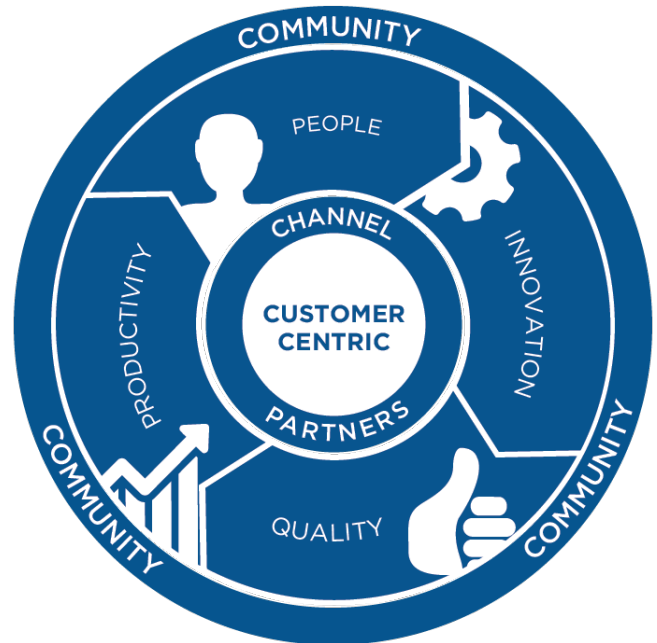 COMMUNITY
PEOPLE
CHANNEL
INNOVATION
PRODUCTIVITY
CUSTOMER
CENTRIC
PARTNERS
QUALITY
COMMUNITY
COMMUNITY